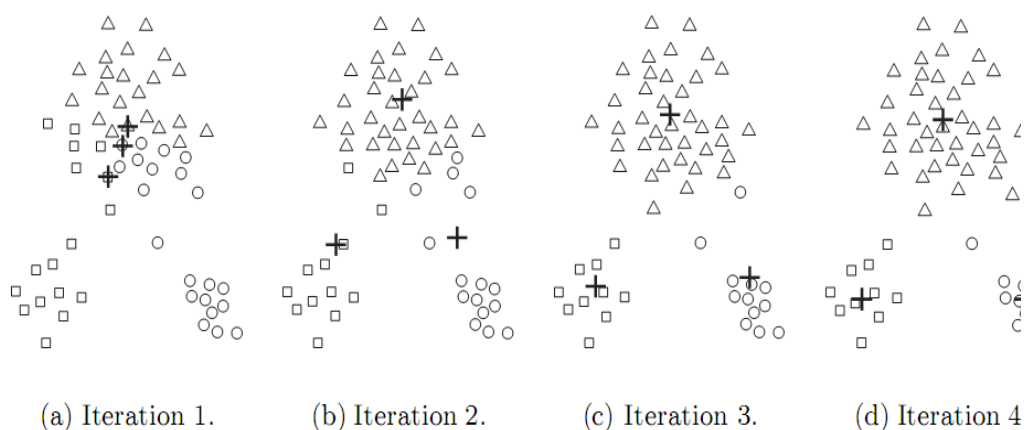 (a) Iteration 1.
(b) Iteration 2.
(c) Iteration 3.
(d) Iteration 4